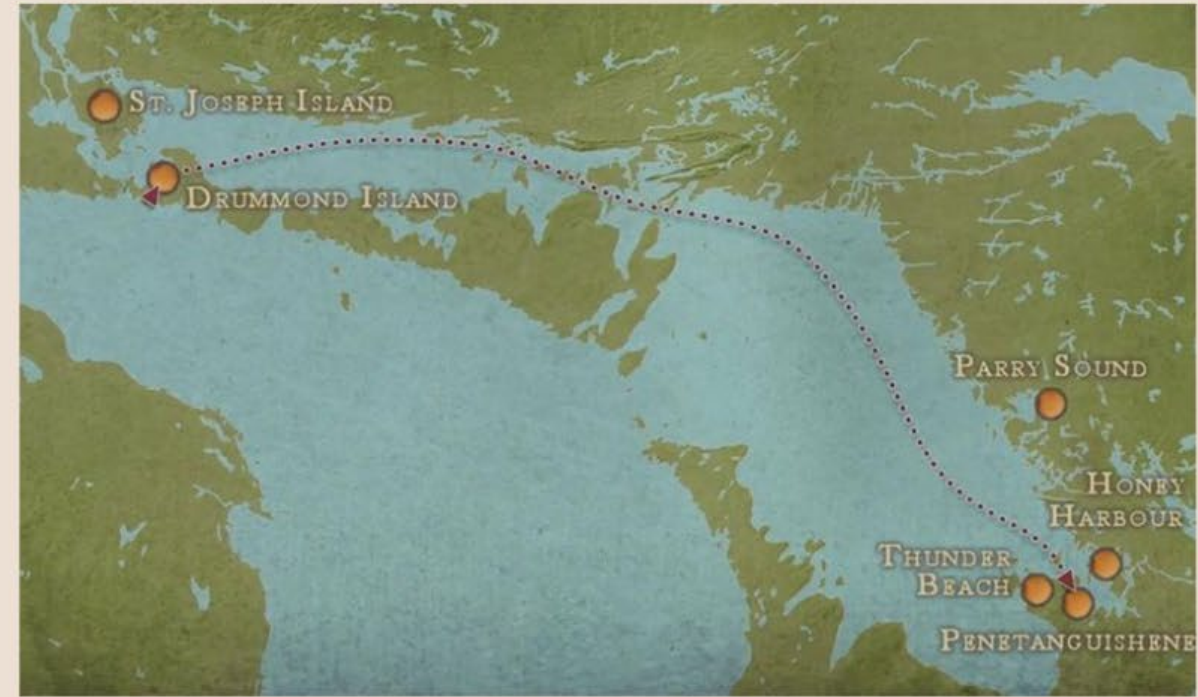 St. Joseph Island
Drummond Island
Parry Sound
Honey
Harbour
Thunder
Beach
Penetanguishene